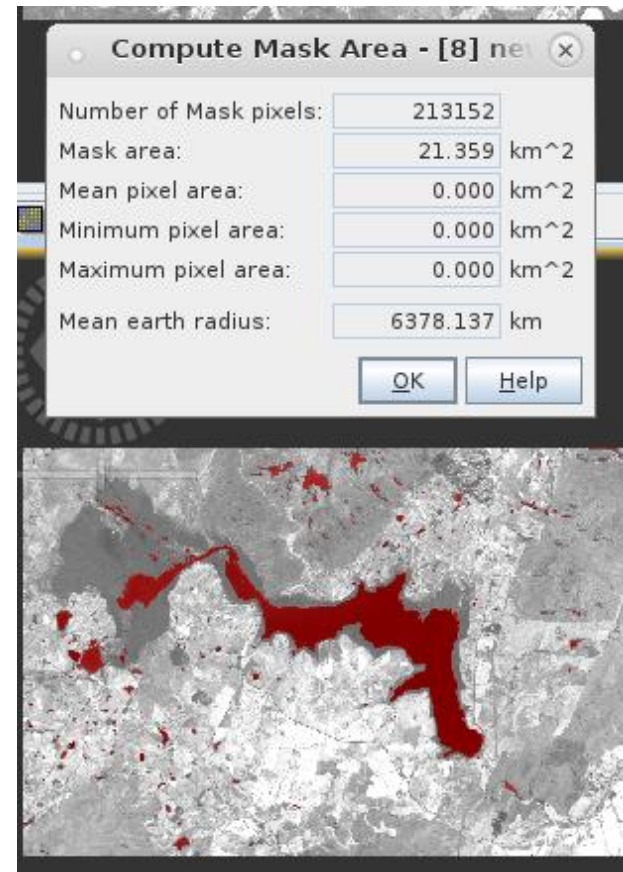 Compute Mask Area - [8] ne
Number of Mask pixels: 213152
Mask area: 21.359 km^2
Mean pixel area: 0.000 km^2
Minimum pixel area: 0.000 km^2
Maximum pixel area: 0.000 km^2
Mean earth radius: 6378.137 km
OK Help